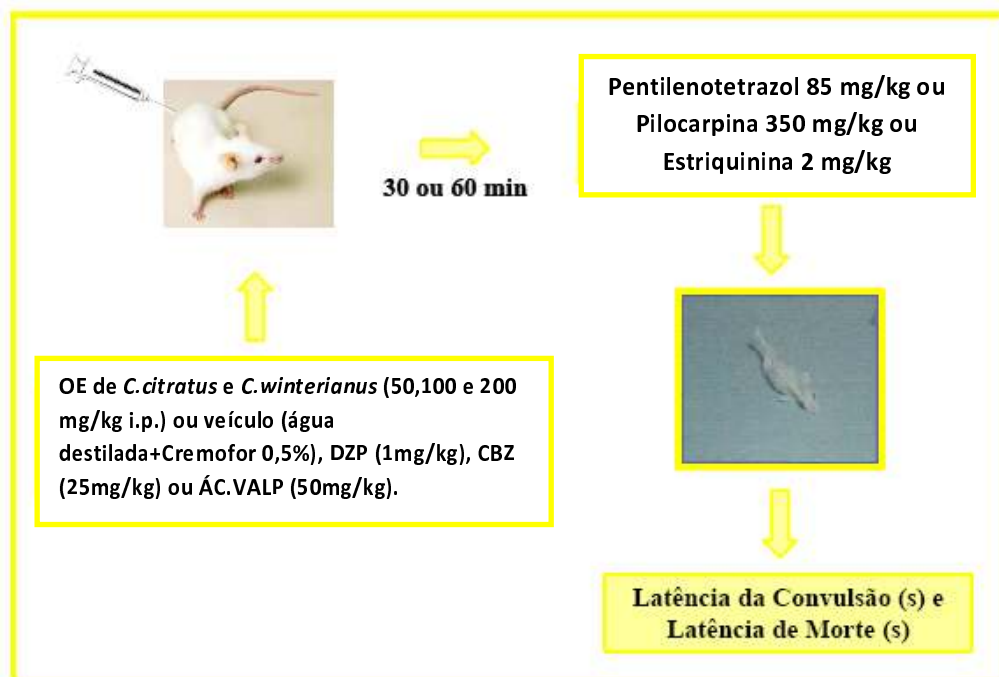 Pentilenotetrazol 85 mg/kg ou
Pilocarpina 350 mg/kg ou
Estriquinina 2 mg/kg
30 ou 60 min
OE de C.citratus e C.winterianus (50,100 e 200
mg/kg i.p.) ou veículo (água
destilada+Cremofor 0,5%), DZP (1mg/kg), CBZ
(25mg/kg) ou ÁC.VALP (50mg/kg).
Latência da Convulsão (s) e
Latência de Morte (s)